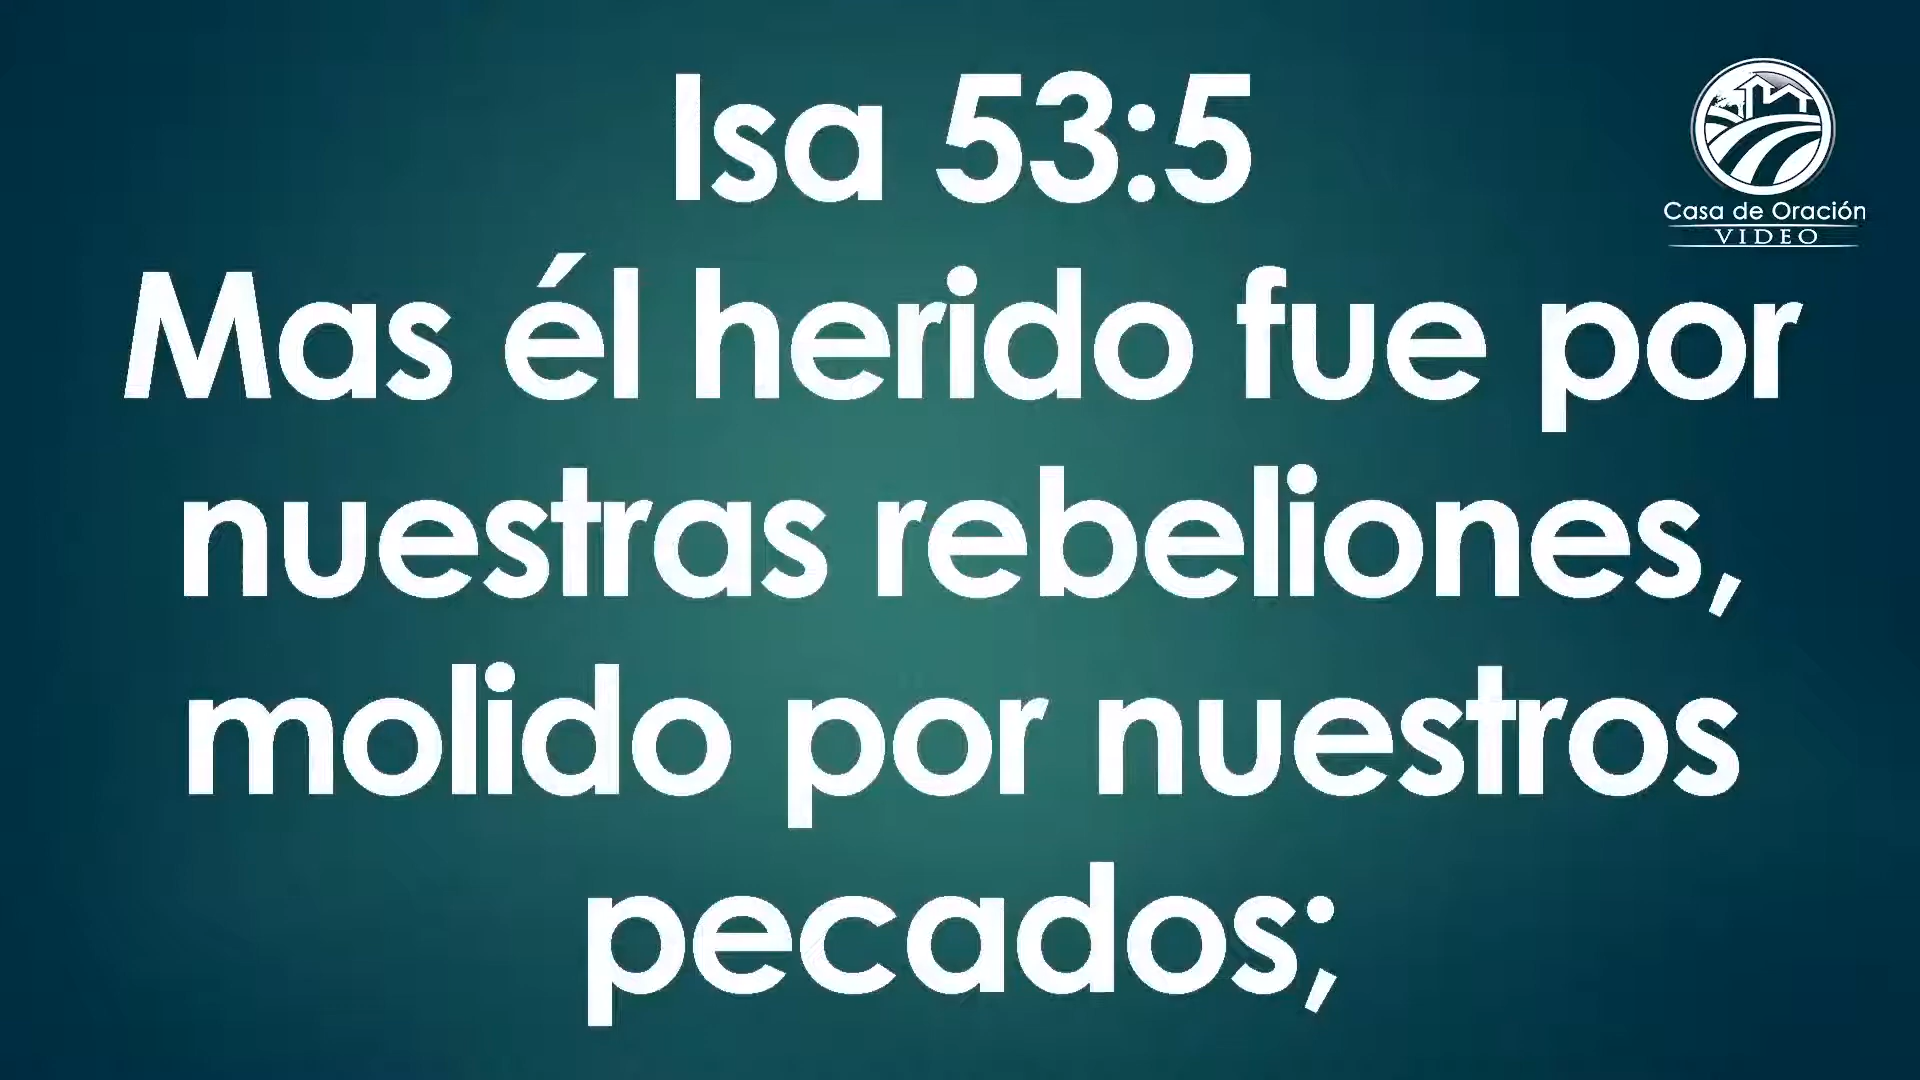 Isa 53:5
Mas él herido fue por
nuestras rebeliones,
molido por nuestros
pecados;
Casa de Oración
VIDEO